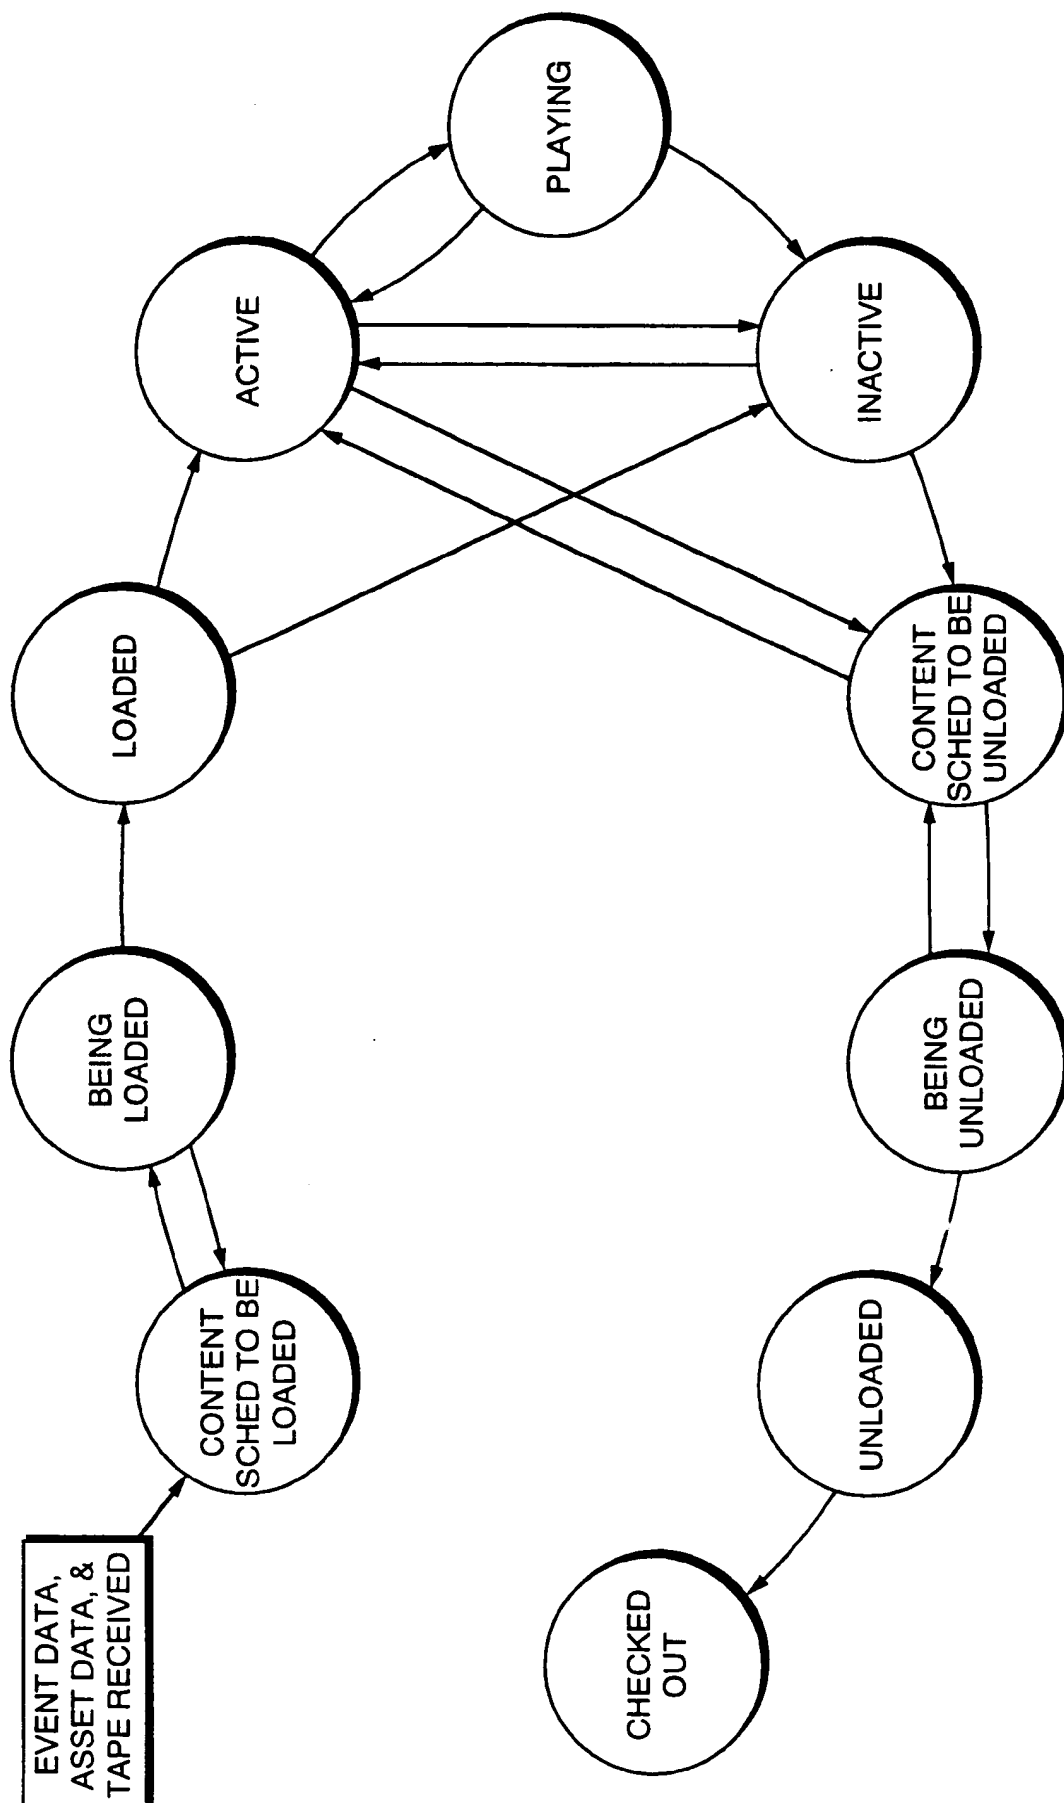 EVENT DATA,
ASSET DATA, &
TAPE RECEIVED
CONTENT
SCHED TO BE
LOADED
BEING
LOADED
LOADED
ACTIVE
PLAYING
INACTIVE
CONTENT
SCHED TO BE
UNLOADED
BEING
UNLOADED
UNLOADED
CHECKED
OUT